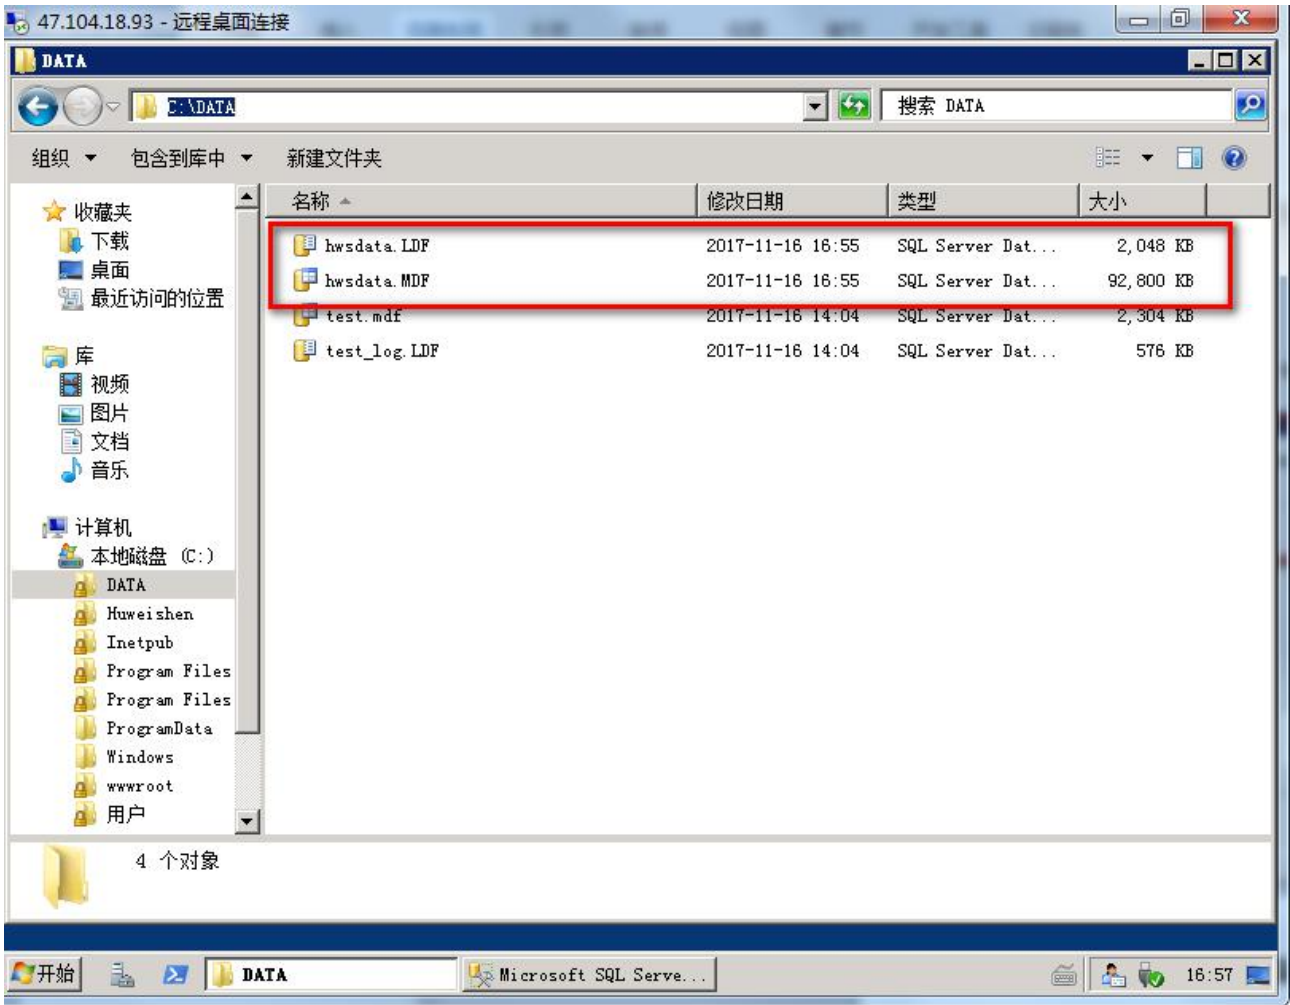 47.104.18.93 - 远程桌面连接
DATA
C:\DATA
搜索 DATA
组织
包含到库中
新建文件夹
名称
修改日期
类型
大小
收藏夹
下载
桌面
最近访问的位置
库
视频
图片
文档
音乐
计算机
本地磁盘 (C:)
DATA
Huweishen
Inetpub
Program Files
Program Files
ProgramData
Windows
wwwroot
用户
hwsdata.LDF 2017-11-16 16:55 SQL Server Dat... 2,048 KB
hwsdata.MDF 2017-11-16 16:55 SQL Server Dat... 92,800 KB
test.mdf 2017-11-16 14:04 SQL Server Dat... 2,304 KB
test_log.LDF 2017-11-16 14:04 SQL Server Dat... 576 KB
4 个对象
开始
DATA
Microsoft SQL Serve...
16:57